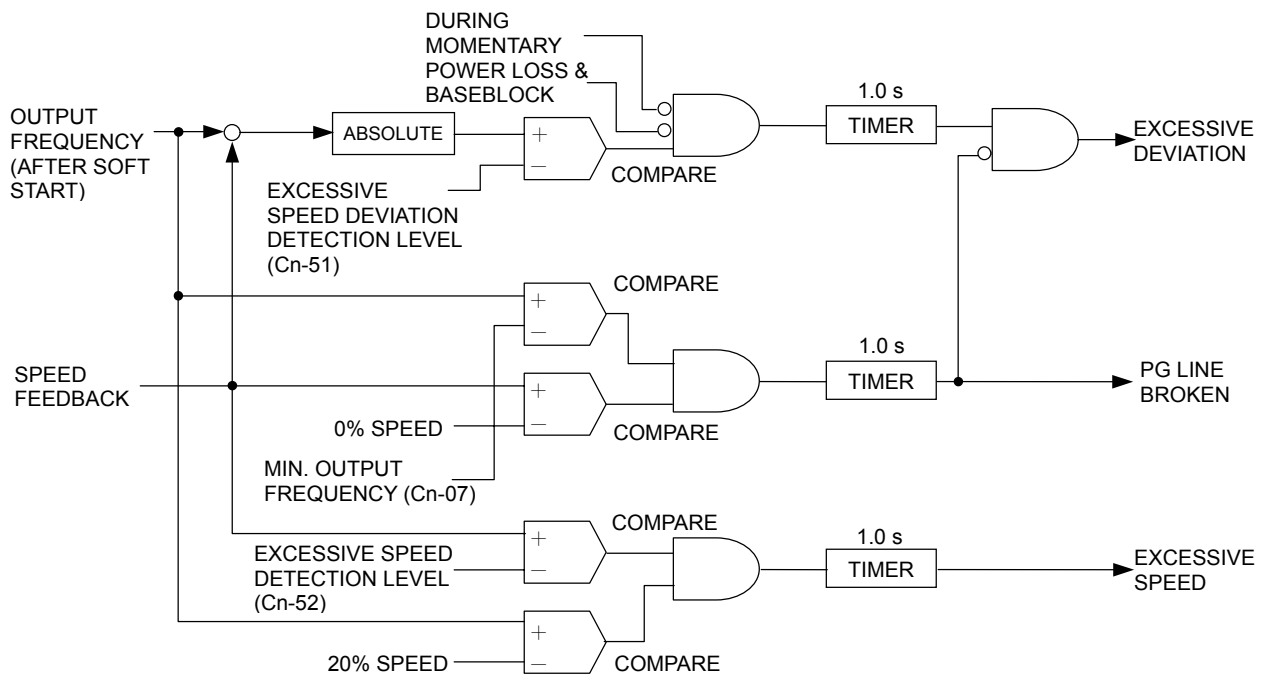 DURING
MOMENTARY
POWER LOSS &
BASEBLOCK
OUTPUT
FREQUENCY
(AFTER SOFT
START)
ABSOLUTE
+
−
COMPARE
1.0 s
TIMER
EXCESSIVE
DEVIATION
EXCESSIVE
SPEED DEVIATION
DETECTION LEVEL
(Cn-51)
COMPARE
+
−
SPEED
FEEDBACK
+
−
COMPARE
0% SPEED
1.0 s
TIMER
PG LINE
BROKEN
MIN. OUTPUT
FREQUENCY (Cn-07)
COMPARE
+
−
EXCESSIVE SPEED
DETECTION LEVEL
(Cn-52)
1.0 s
TIMER
EXCESSIVE
SPEED
+
−
20% SPEED
COMPARE